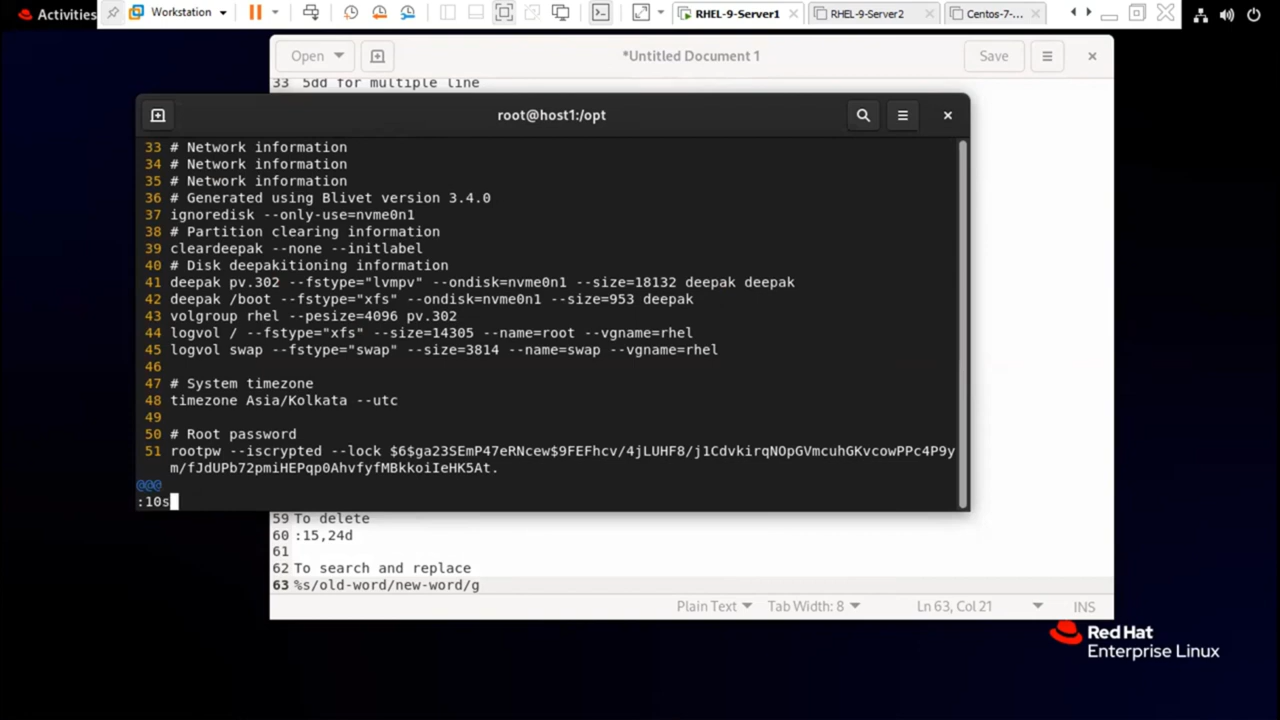 Activities
Workstation
RHEL-9-Server1
RHEL-9-Server2
Centos-7-...
Open
*Untitled Document 1
Save
33 5dd for multiple line
root@host1:/opt
33 # Network information
34 # Network information
35 # Network information
36 # Generated using Blivet version 3.4.0
37 ignoredisk --only-use=nvme0n1
38 # Partition clearing information
39 cleardeepak --none --initlabel
40 # Disk deepakitioning information
41 deepak pv.302 --fstype="lvmpv" --ondisk=nvme0n1 --size=18132 deepak deepak
42 deepak /boot --fstype="xfs" --ondisk=nvme0n1 --size=953 deepak
43 volgroup rhel --pesize=4096 pv.302
44 logvol / --fstype="xfs" --size=14305 --name=root --vgname=rhel
45 logvol swap --fstype="swap" --size=3814 --name=swap --vgname=rhel
46
47 # System timezone
48 timezone Asia/Kolkata --utc
49
50 # Root password
51 rootpw --iscrypted --lock $6$ga23SEmP47eRNcew$9FEFhcv/4jLUHF8/j1CdvkirqNOpGVmcuhGKvcowPPc4P9y
m/fJdUPb72pmiHEPqp0AhvfyfMBkkoiIeHK5At.
@@@
:10s
59 To delete
60 :15,24d
61
62 To search and replace
63 %s/old-word/new-word/g
Plain Text
Tab Width: 8
Ln 63, Col 21
INS
Red Hat
Enterprise Linux